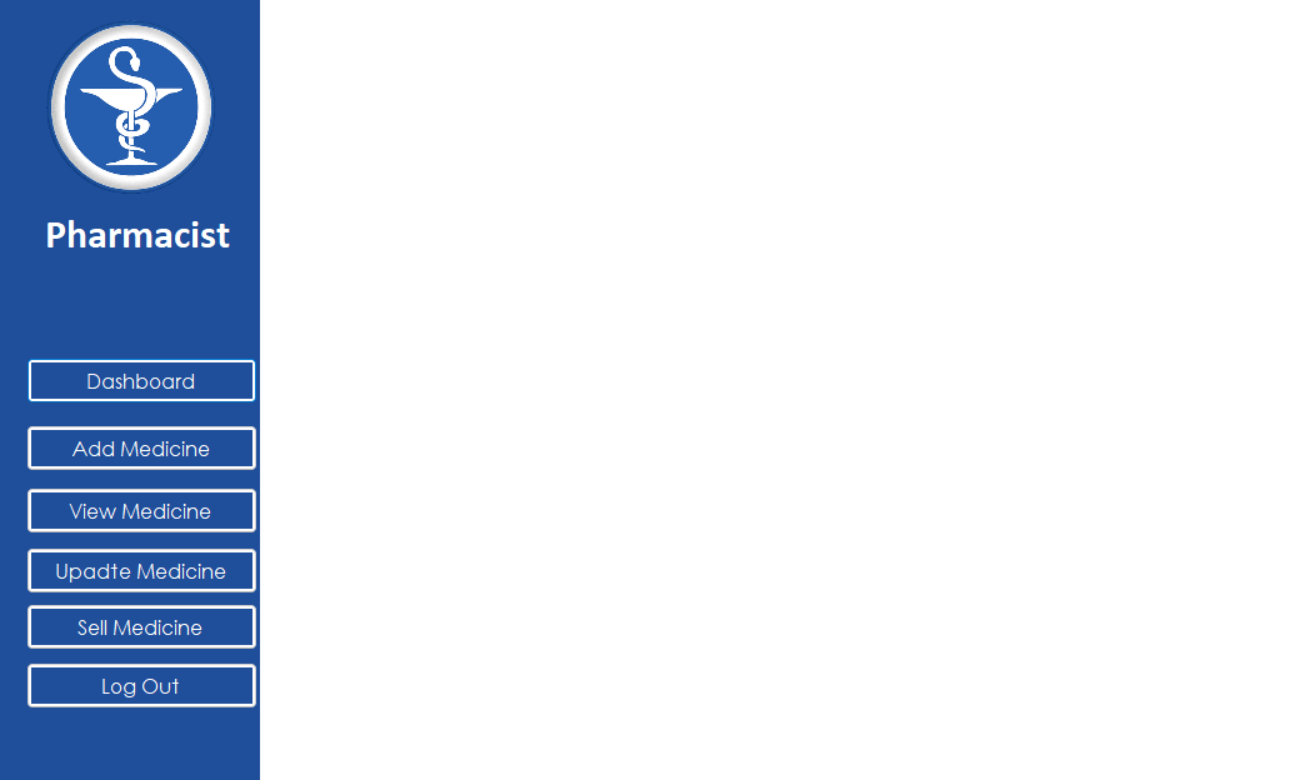 Pharmacist
Dashboard
Add Medicine
View Medicine
Upadte Medicine
Sell Medicine
Log Out